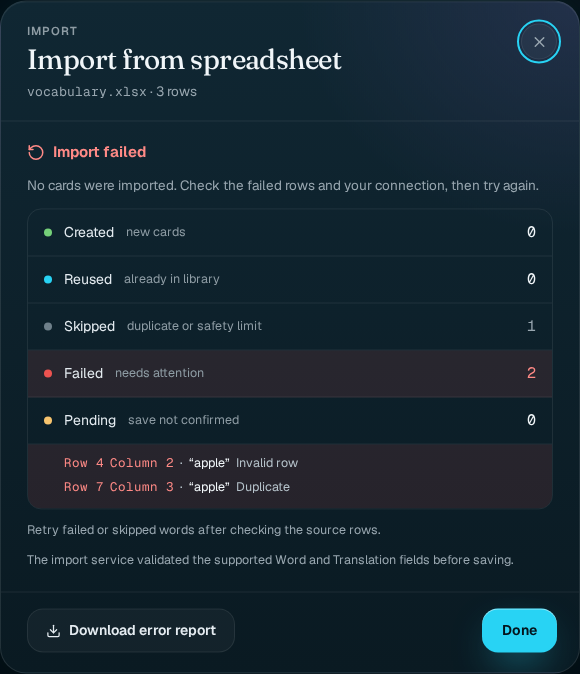 IMPORT
Import from spreadsheet
vocabulary.xlsx · 3 rows
Import failed
No cards were imported. Check the failed rows and your connection, then try again.
Created new cards 0
Reused already in library 0
Skipped duplicate or safety limit 1
Failed needs attention 2
Pending save not confirmed 0
Row 4 Column 2 · “apple” Invalid row
Row 7 Column 3 · “apple” Duplicate
Retry failed or skipped words after checking the source rows.
The import service validated the supported Word and Translation fields before saving.
Download error report Done